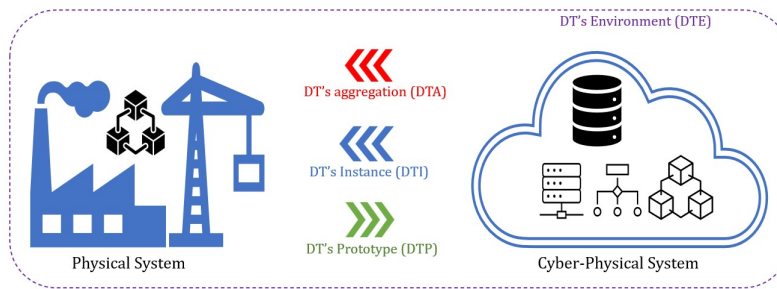 DT's Environment (DTE)
DT's aggregation (DTA)
DT's Instance (DTI)
DT's Prototype (DTP)
Physical System
Cyber-Physical System